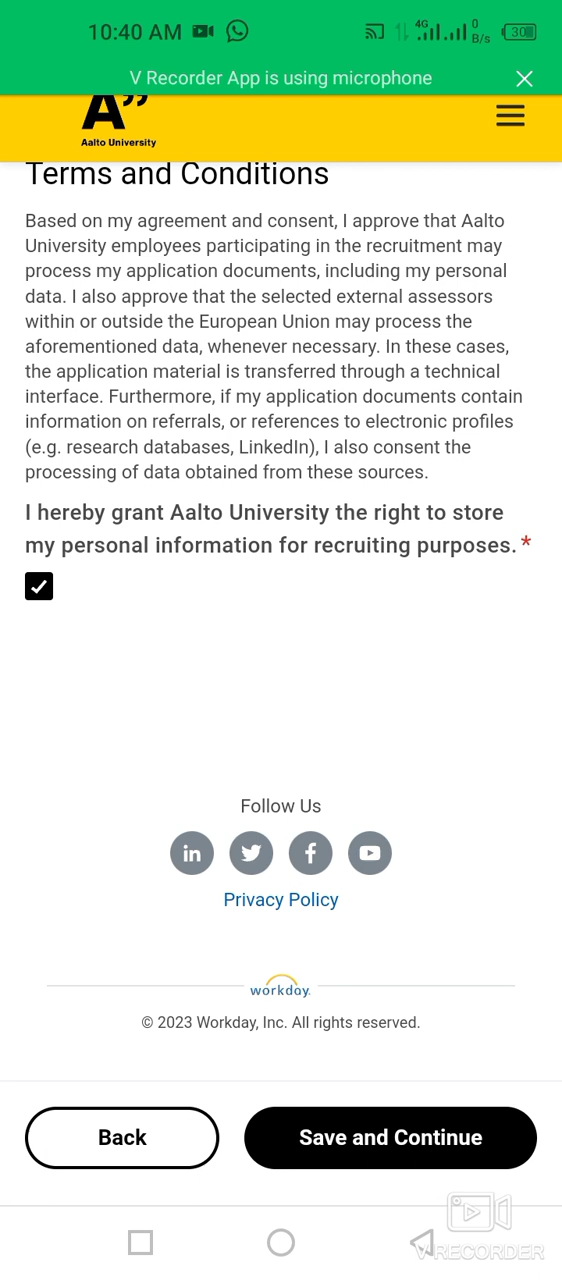 10:40 AM 4G 0 B/s 30
V Recorder App is using microphone
A”
Aalto University
Terms and Conditions
Based on my agreement and consent, I approve that Aalto
University employees participating in the recruitment may
process my application documents, including my personal
data. I also approve that the selected external assessors
within or outside the European Union may process the
aforementioned data, whenever necessary. In these cases,
the application material is transferred through a technical
interface. Furthermore, if my application documents contain
information on referrals, or references to electronic profiles
(e.g. research databases, LinkedIn), I also consent the
processing of data obtained from these sources.
I hereby grant Aalto University the right to store
my personal information for recruiting purposes.*
Follow Us
in f
Privacy Policy
workday.
© 2023 Workday, Inc. All rights reserved.
Back Save and Continue
V RECORDER